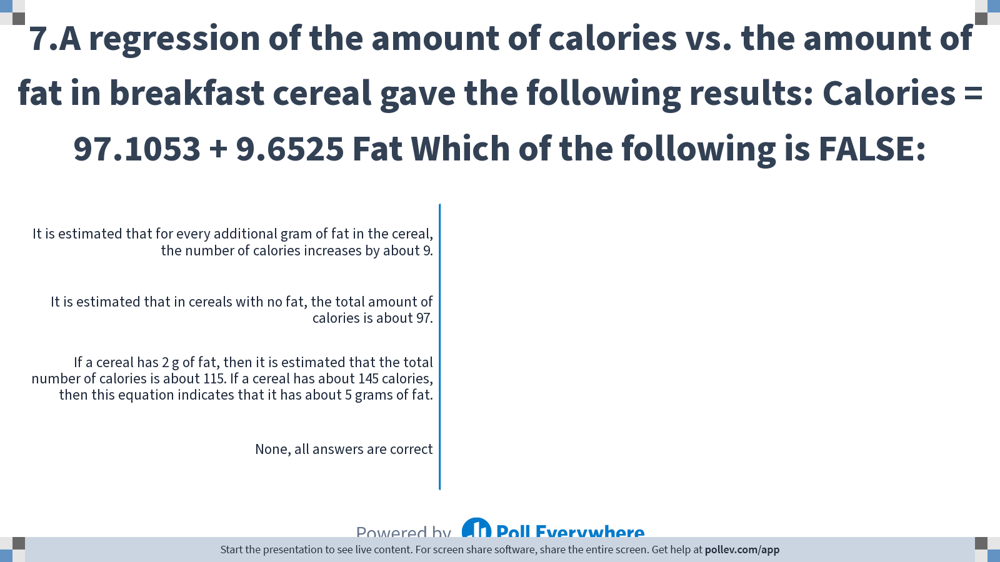 7.A regression of the amount of calories vs. the amount of
fat in breakfast cereal gave the following results: Calories =
97.1053 + 9.6525 Fat Which of the following is FALSE:
It is estimated that for every additional gram of fat in the cereal,
the number of calories increases by about 9.
It is estimated that in cereals with no fat, the total amount of
calories is about 97.
If a cereal has 2 g of fat, then it is estimated that the total
number of calories is about 115. If a cereal has about 145 calories,
then this equation indicates that it has about 5 grams of fat.
None, all answers are correct
Powered by Poll Everywhere
Start the presentation to see live content. For screen share software, share the entire screen. Get help at pollev.com/app